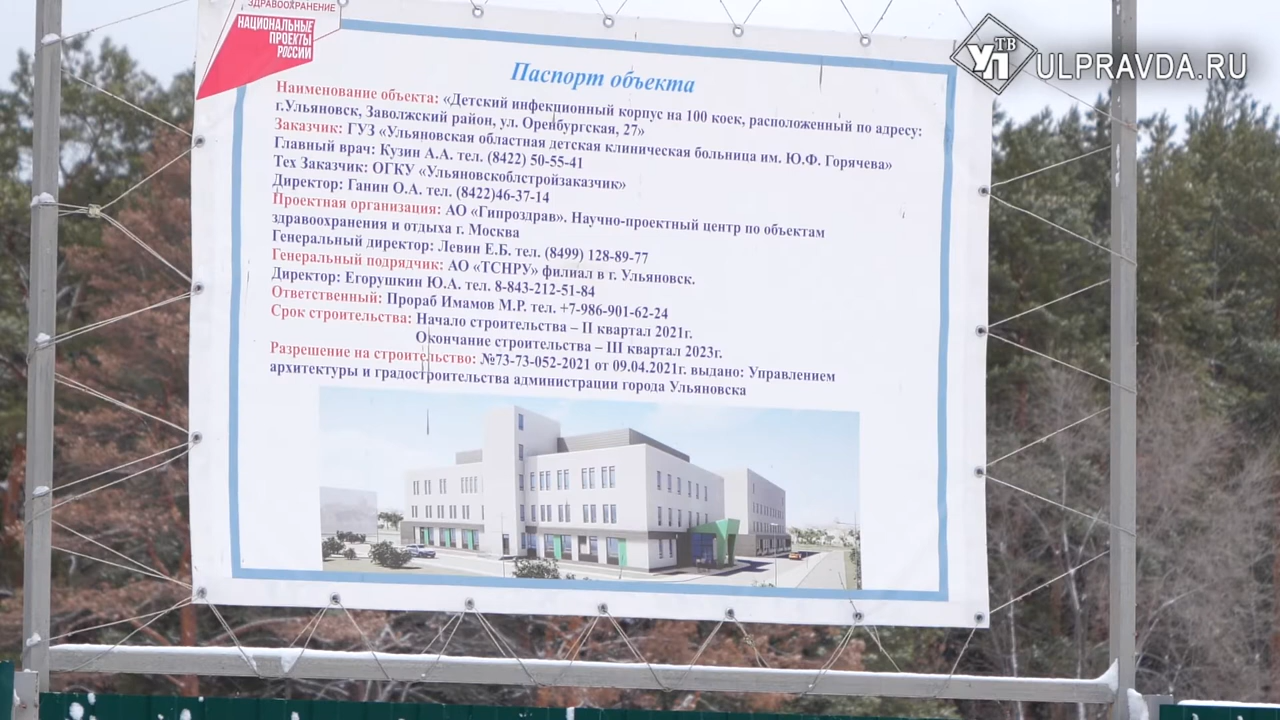 ЗДРАВООХРАНЕНИЕ
НАЦИОНАЛЬНЫЕ
ПРОЕКТЫ
РОССИИ
УП ТВ
ULPRAVDA.RU
Паспорт объекта
Наименование объекта: «Детский инфекционный корпус на 100 коек, расположенный по адресу:
г.Ульяновск, Заволжский район, ул. Оренбургская, 27»
Заказчик: ГУЗ «Ульяновская областная детская клиническая больница им. Ю.Ф. Горячева»
Главный врач: Кузин А.А. тел. (8422) 50-55-41
Тех Заказчик: ОГКУ «Ульяновскоблстройзаказчик»
Директор: Ганин О.А. тел. (8422)46-37-14
Проектная организация: АО «Гипроздрав». Научно-проектный центр по объектам
здравоохранения и отдыха г. Москва
Генеральный директор: Левин Е.Б. тел. (8499) 128-89-77
Генеральный подрядчик: АО «ТСНРУ» филиал в г. Ульяновск.
Директор: Егорушкин Ю.А. тел. 8-843-212-51-84
Ответственный: Прораб Имамов М.Р. тел. +7-986-901-62-24
Срок строительства: Начало строительства – II квартал 2021г.
Окончание строительства – III квартал 2023г.
Разрешение на строительство: №73-73-052-2021 от 09.04.2021г. выдано: Управлением
архитектуры и градостроительства администрации города Ульяновска